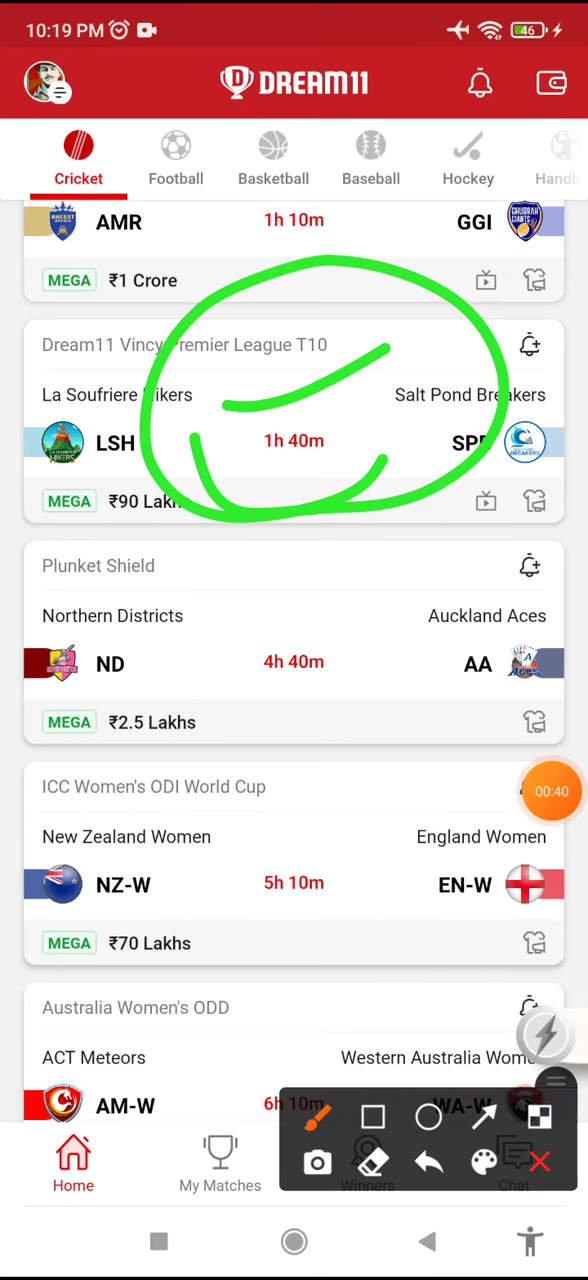 10:19 PM 46
DREAM11
Cricket Football Basketball Baseball Hockey Handb
AMR 1h 10m GGI
MEGA ₹1 Crore
Dream11 Vincy Premier League T10
La Soufriere Hikers Salt Pond Breakers
LSH 1h 40m SPB
MEGA ₹90 Lakhs
Plunket Shield
Northern Districts Auckland Aces
ND 4h 40m AA
MEGA ₹2.5 Lakhs
ICC Women's ODI World Cup
00:40
New Zealand Women England Women
NZ-W 5h 10m EN-W
MEGA ₹70 Lakhs
Australia Women's ODD
ACT Meteors Western Australia Wom
AM-W 6h 10m WA-W
Home My Matches Winners Chat